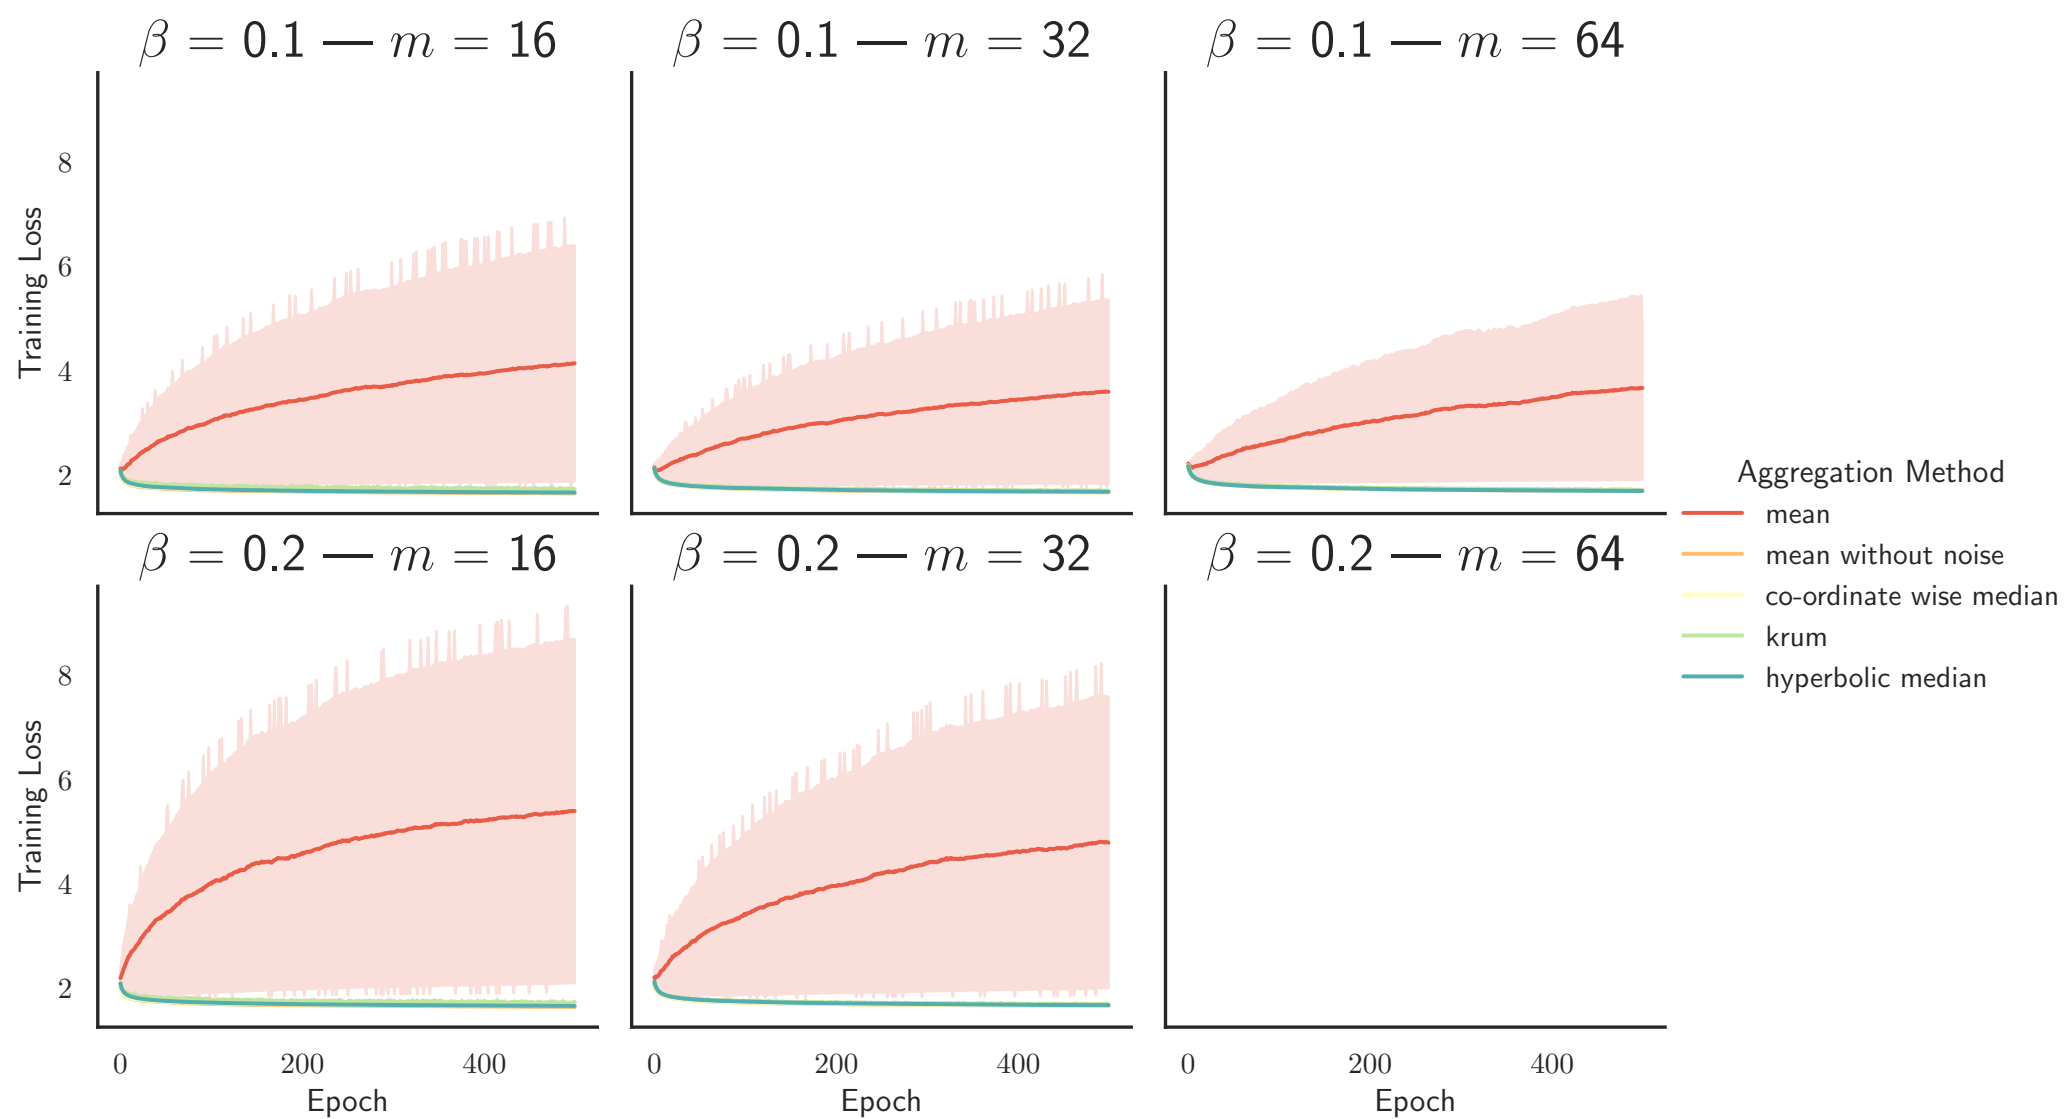 β = 0.1 — m = 16
β = 0.1 — m = 32
β = 0.1 — m = 64
Training Loss
8
6
4
2
β = 0.2 — m = 16
β = 0.2 — m = 32
β = 0.2 — m = 64
Training Loss
8
6
4
2
0 200 400
Epoch
0 200 400
Epoch
0 200 400
Epoch
Aggregation Method
mean
mean without noise
co-ordinate wise median
krum
hyperbolic median